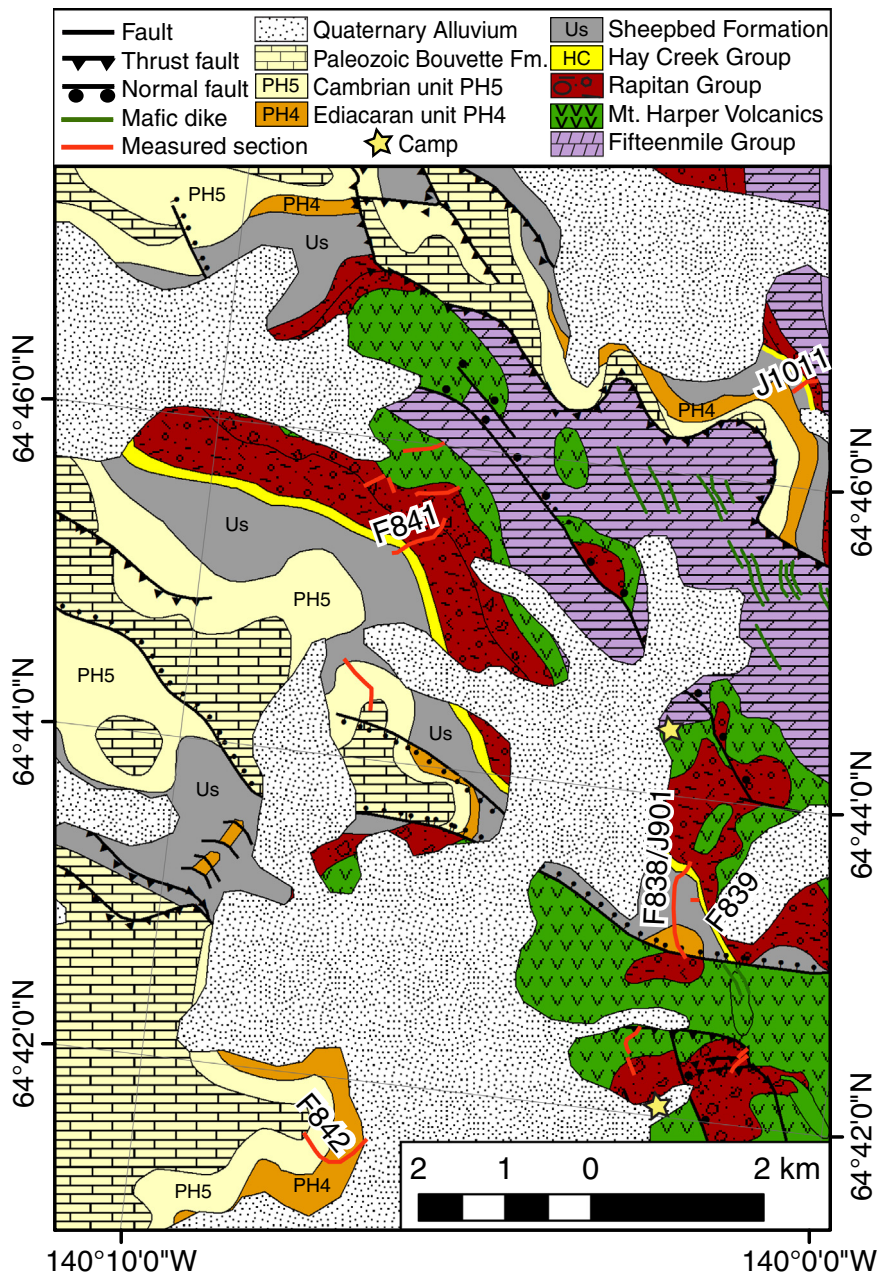 Fault
Thrust fault
Normal fault
Mafic dike
Measured section
Quaternary Alluvium
Paleozoic Bouvette Fm.
PH5 Cambrian unit PH5
PH4 Ediacaran unit PH4
Camp
Us Sheepbed Formation
HC Hay Creek Group
Rapitan Group
Mt. Harper Volcanics
Fifteenmile Group
PH5
PH4
Us
J1011
64°46'0"N
PH4
64°46'0"N
Us
F841
PH5
PH5
64°44'0"N
Us
Us
64°44'0"N
F838/J901
F839
64°42'0"N
F842
PH5
PH4
64°42'0"N
2 1 0 2 km
140°10'0"W
140°0'0"W